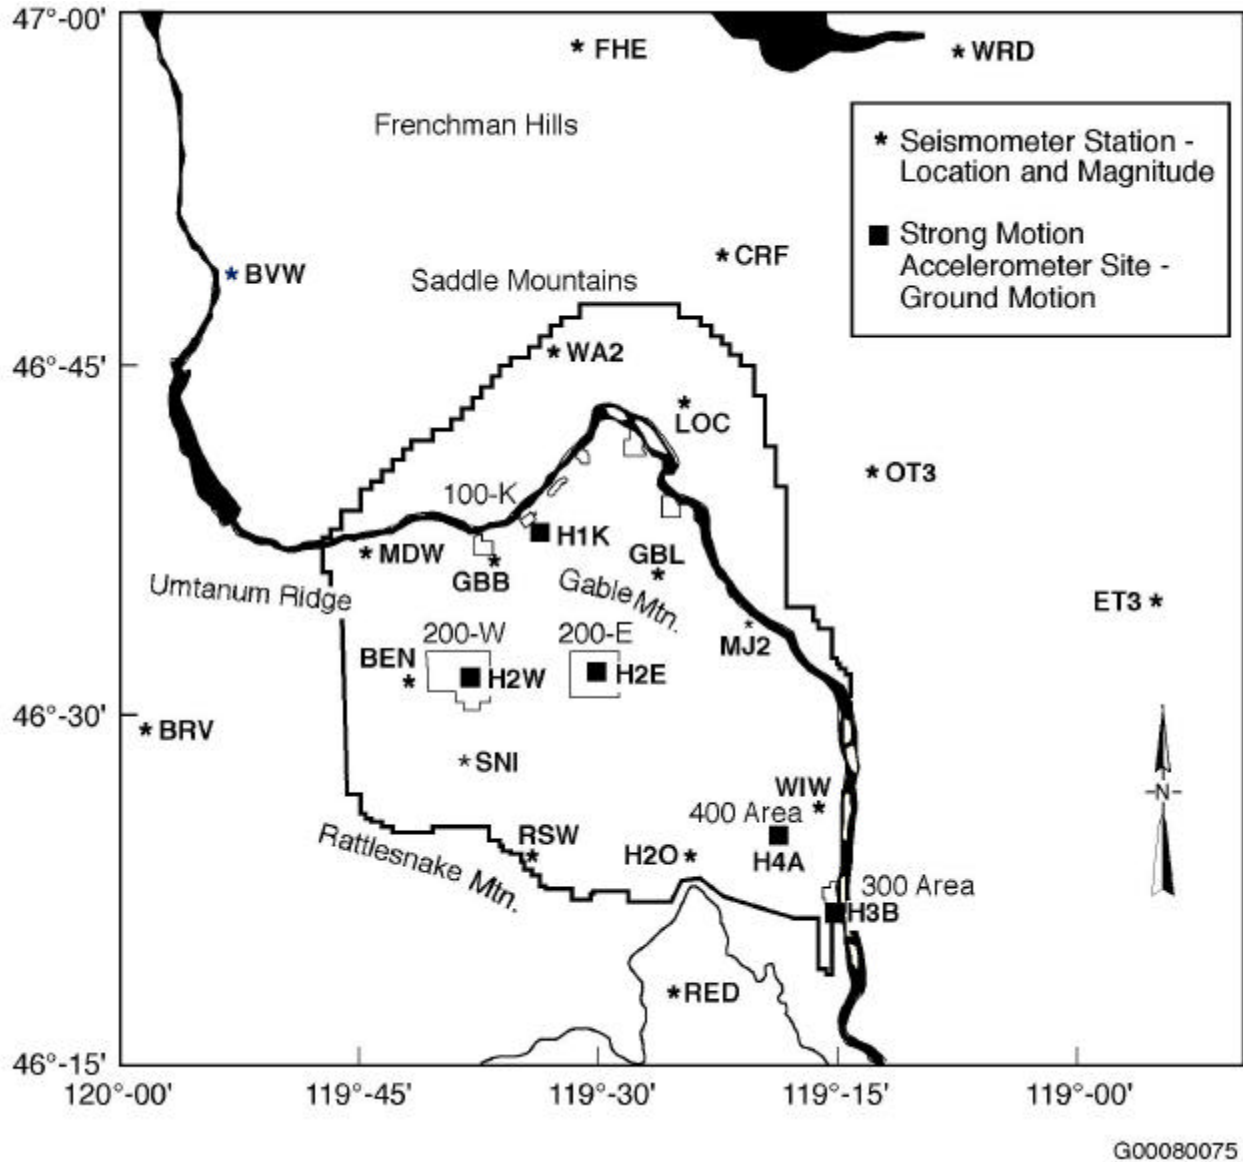 47°-00'
* FHE
* WRD
Frenchman Hills
* Seismometer Station -
Location and Magnitude
■ Strong Motion
Accelerometer Site -
Ground Motion
* CRF
* BVW
Saddle Mountains
* WA2
46°-45'
* LOC
* OT3
100-K
■ H1K
* MDW
GBL *
* GBB
Gable Mtn.
Umtanum Ridge
ET3 *
200-W
200-E
* MJ2
BEN *
■ H2W
■ H2E
46°-30'
* BRV
* SNI
-N-
WIW *
400 Area
Rattlesnake Mtn.
RSW *
H2O *
■ H4A
300 Area
■ H3B
* RED
46°-15'
120°-00'
119°-45'
119°-30'
119°-15'
119°-00'
G00080075